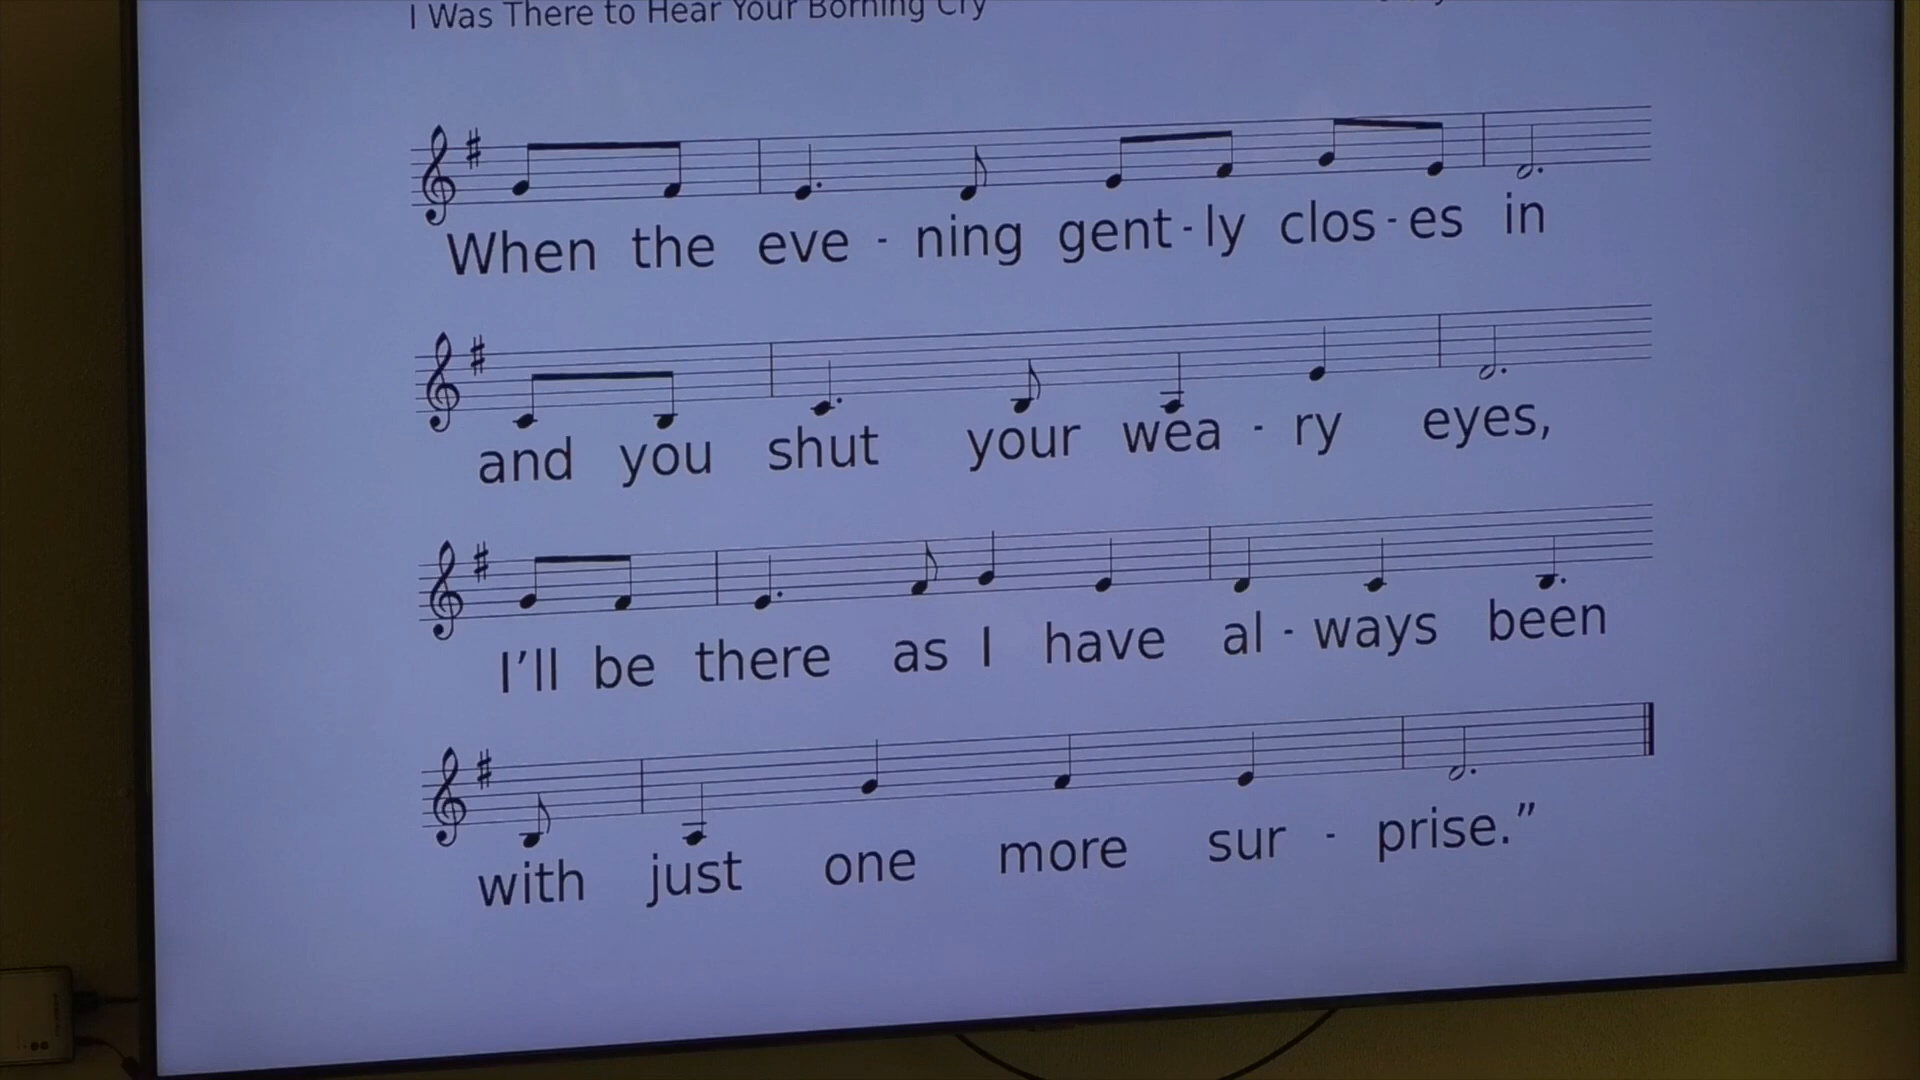 I Was There to Hear Your Borning Cry
When the eve - ning gent - ly clos - es in
and you shut your wea - ry eyes,
I’ll be there as I have al - ways been
with just one more sur - prise.”